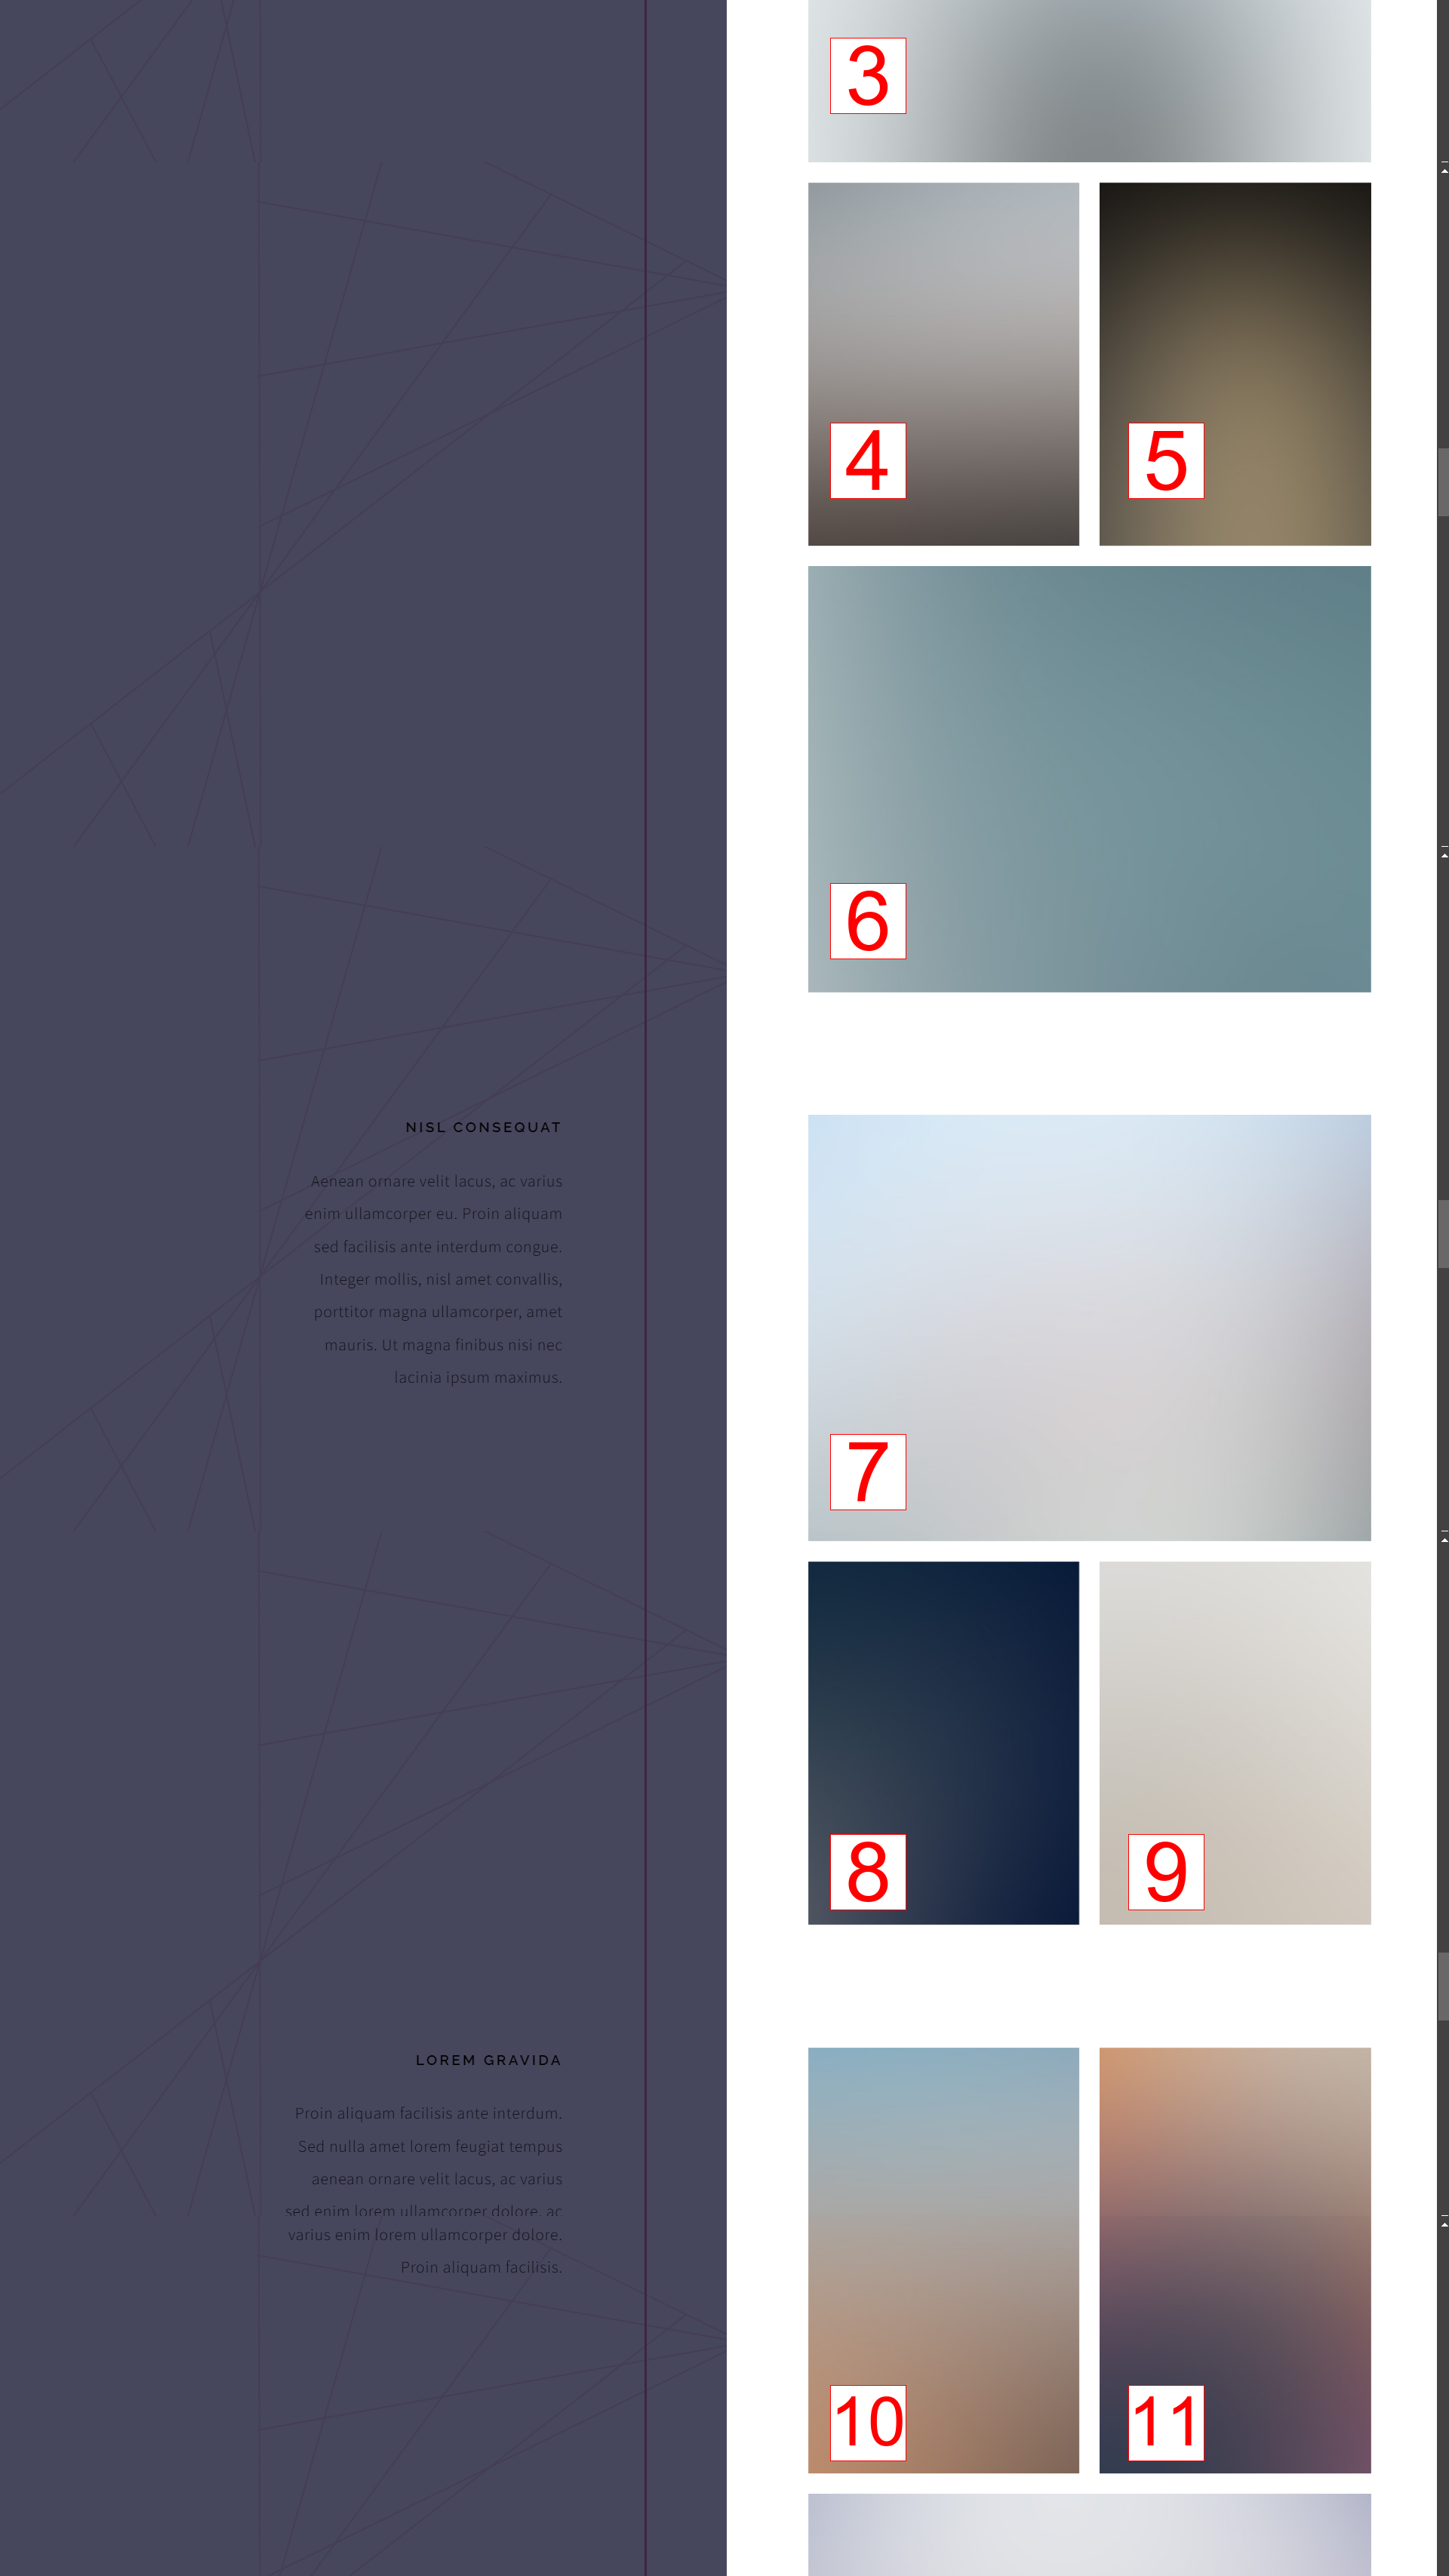 3
4
5
6
NISL CONSEQUAT
Aenean ornare velit lacus, ac varius
enim ullamcorper eu. Proin aliquam
sed facilisis ante interdum congue.
Integer mollis, nisl amet convallis,
porttitor magna ullamcorper, amet
mauris. Ut magna finibus nisi nec
lacinia ipsum maximus.
7
8
9
LOREM GRAVIDA
Proin aliquam facilisis ante interdum.
Sed nulla amet lorem feugiat tempus
aenean ornare velit lacus, ac varius
sed enim lorem ullamcorper dolore, ac
varius enim lorem ullamcorper dolore.
Proin aliquam facilisis.
10
11